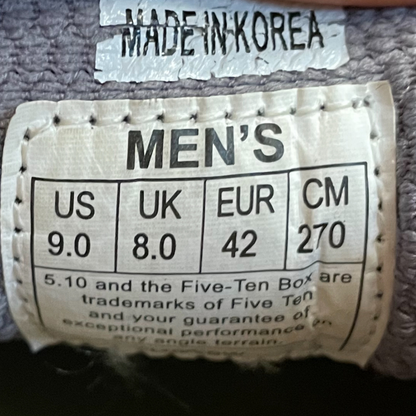 MADE IN KOREA
MEN'S
US UK EUR CM
9.0 8.0 42 270
5.10 and the Five-Ten Box are
trademarks of Five Ten
and your guarantee of
exceptional performance on
any angle terrain.